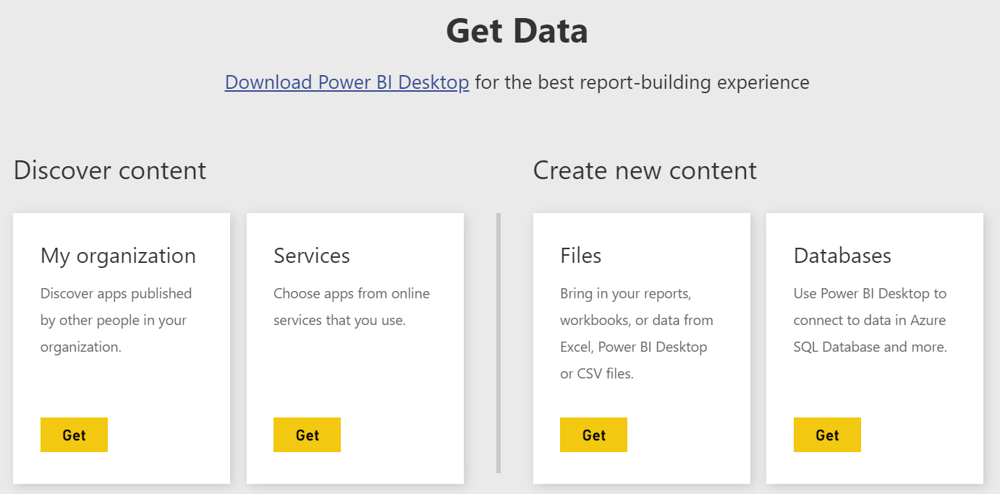 Get Data
Download Power BI Desktop for the best report-building experience
Discover content
My organization
Discover apps published
by other people in your
organization.
Get
Services
Choose apps from online
services that you use.
Get
Create new content
Files
Bring in your reports,
workbooks, or data from
Excel, Power BI Desktop
or CSV files.
Get
Databases
Use Power BI Desktop to
connect to data in Azure
SQL Database and more.
Get